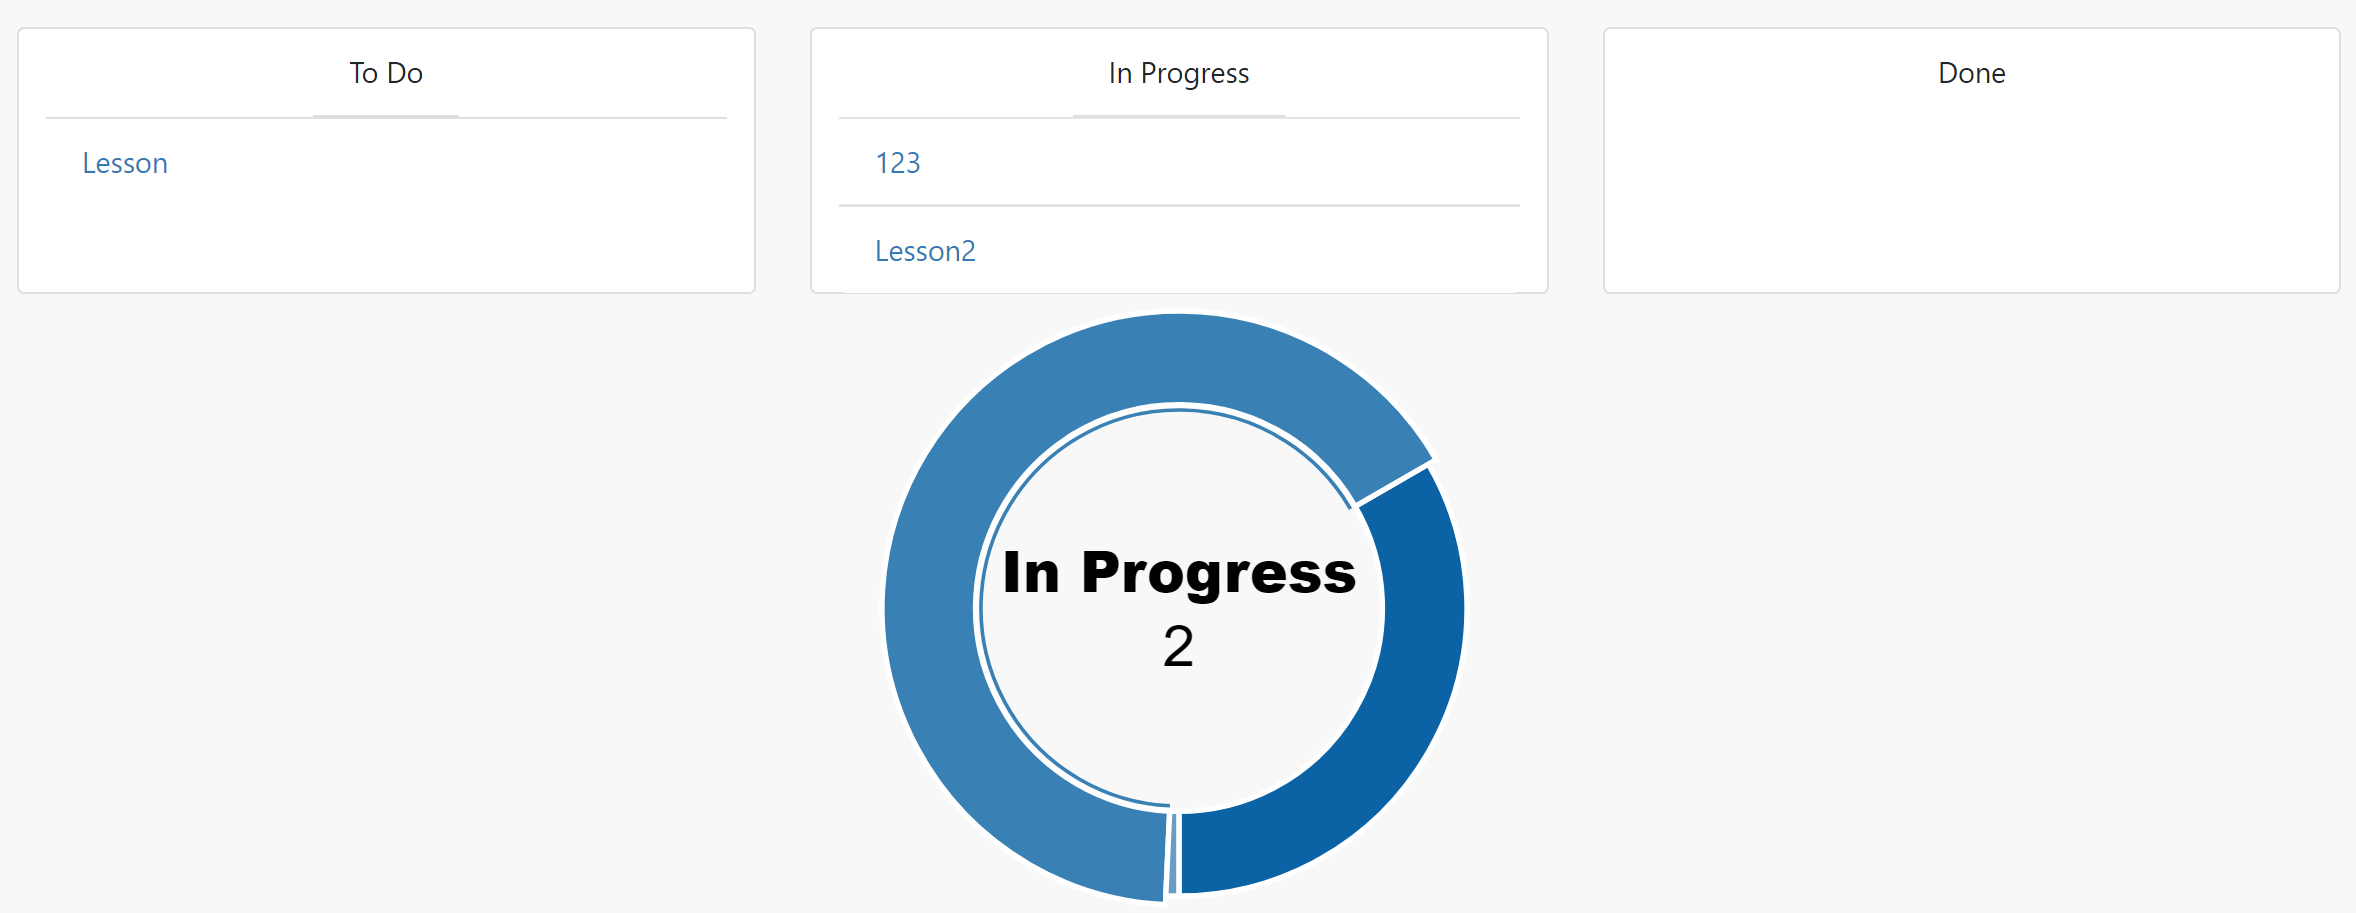 To Do
Lesson
In Progress
123
Lesson2
Done
In Progress
2